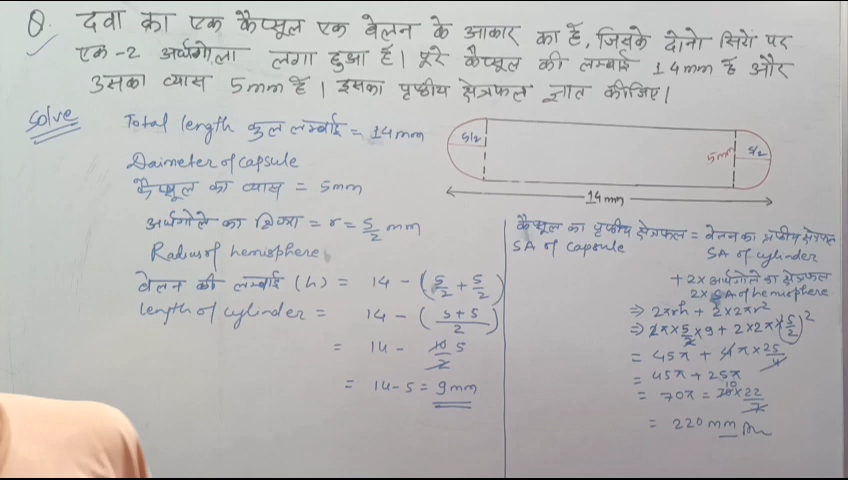 Q. दवा का एक कैप्सूल एक बेलन के आकार का है, जिसके दोनो सिरों पर
एक-2 अर्धगोला लगा हुआ है। पूरे कैप्सूल की लम्बाई 14mm है और
उसका व्यास 5mm है। इसका पृष्ठीय क्षेत्रफल ज्ञात कीजिए।
Solve
Total length कुल लम्बाई = 14mm
Daimeter of capsule
कैप्सूल का व्यास = 5mm
अर्धगोले का त्रिज्या = r = 5/2 mm
Radius of hemisphere
बेलन की लम्बाई (h) = 14 - (5/2 + 5/2)
length of cylinder = 14 - (5+5/2)
= 14 - 10/2 5
= 14-5 = 9mm
5/2 5mm 5/2
14mm
कैप्सूल का पृष्ठीय क्षेत्रफल = बेलन का पृष्ठीय क्षेत्रफल
SA of capsule SA of cylinder
+ 2x अर्धगोले का क्षेत्रफल
2x SA of hemisphere
⇒ 2πrh + 2x2πr²
⇒ 2π x 5/2 x 9 + 2x2π x (5/2)²
= 45π + 4π x 25/4
= 45π + 25π
= 70π = 70 10 x 22/7
= 220 mm Ans